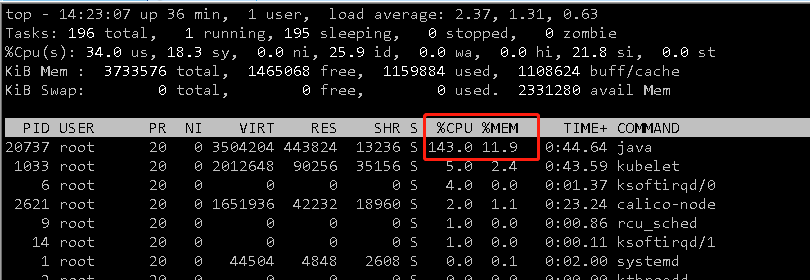 top - 14:23:07 up 36 min,  1 user,  load average: 2.37, 1.31, 0.63
Tasks: 196 total,   1 running, 195 sleeping,   0 stopped,   0 zombie
%Cpu(s): 34.0 us, 18.3 sy,  0.0 ni, 25.9 id,  0.0 wa,  0.0 hi, 21.8 si,  0.0 st
KiB Mem :  3733576 total,  1465068 free,  1159884 used,  1108624 buff/cache
KiB Swap:        0 total,        0 free,        0 used.  2331280 avail Mem
PID USER      PR  NI    VIRT    RES    SHR S  %CPU %MEM     TIME+ COMMAND
20737 root      20   0 3504204 443824  13236 S 143.0 11.9   0:44.64 java
1033 root      20   0 2012648  90256  35156 S   5.0  2.4   0:43.59 kubelet
6 root      20   0       0      0      0 S   4.0  0.0   0:01.37 ksoftirqd/0
2621 root      20   0 1651936  42232  18960 S   2.0  1.1   0:23.24 calico-node
9 root      20   0       0      0      0 S   1.0  0.0   0:00.86 rcu_sched
14 root      20   0       0      0      0 S   1.0  0.0   0:00.11 ksoftirqd/1
1 root      20   0   44504   4848   2608 S   0.0  0.1   0:02.00 systemd